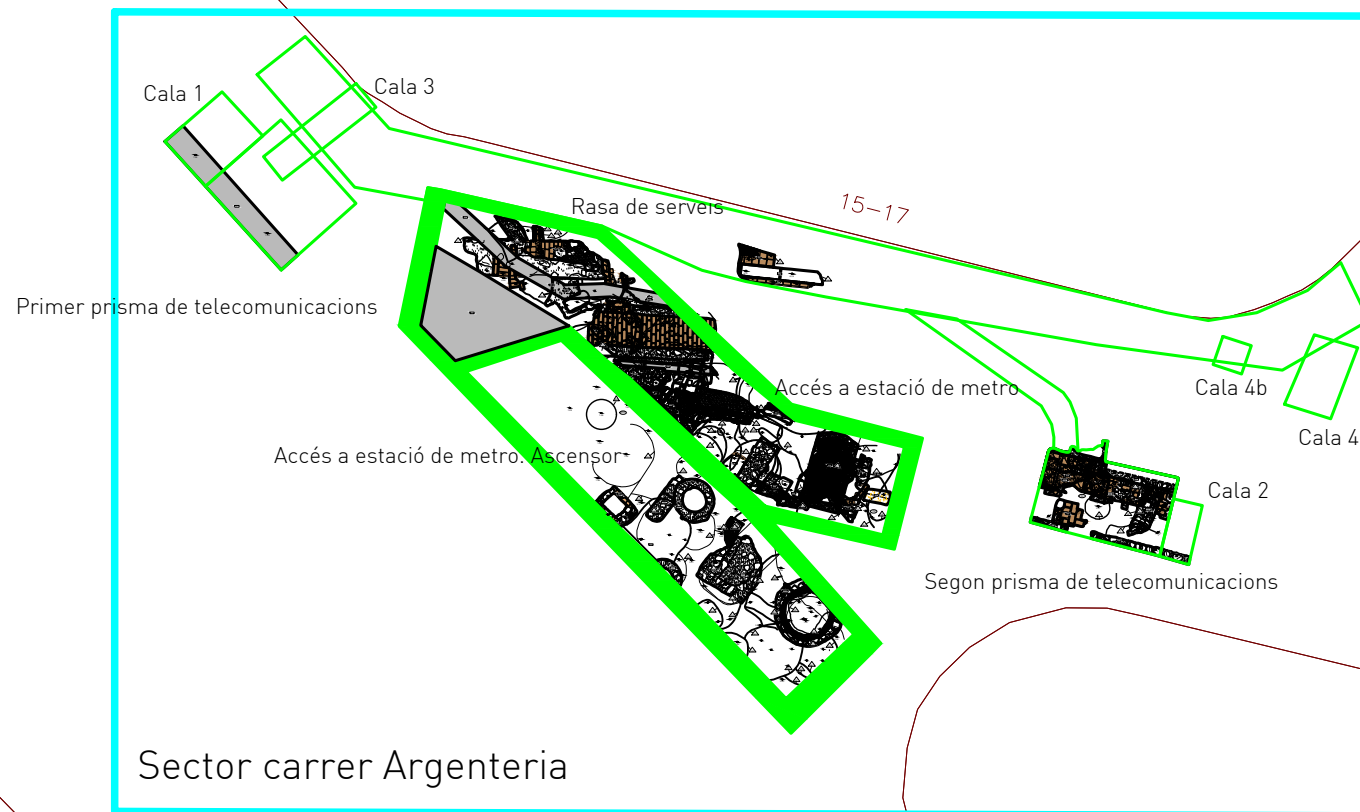 Cala 3
Cala 1
Rasa de serveis
15-17
Primer prisma de telecomunicacions
Accés a estació de metro
Cala 4b
Cala 4
Accés a estació de metro. Ascensor
Cala 2
Segon prisma de telecomunicacions
Sector carrer Argenteria